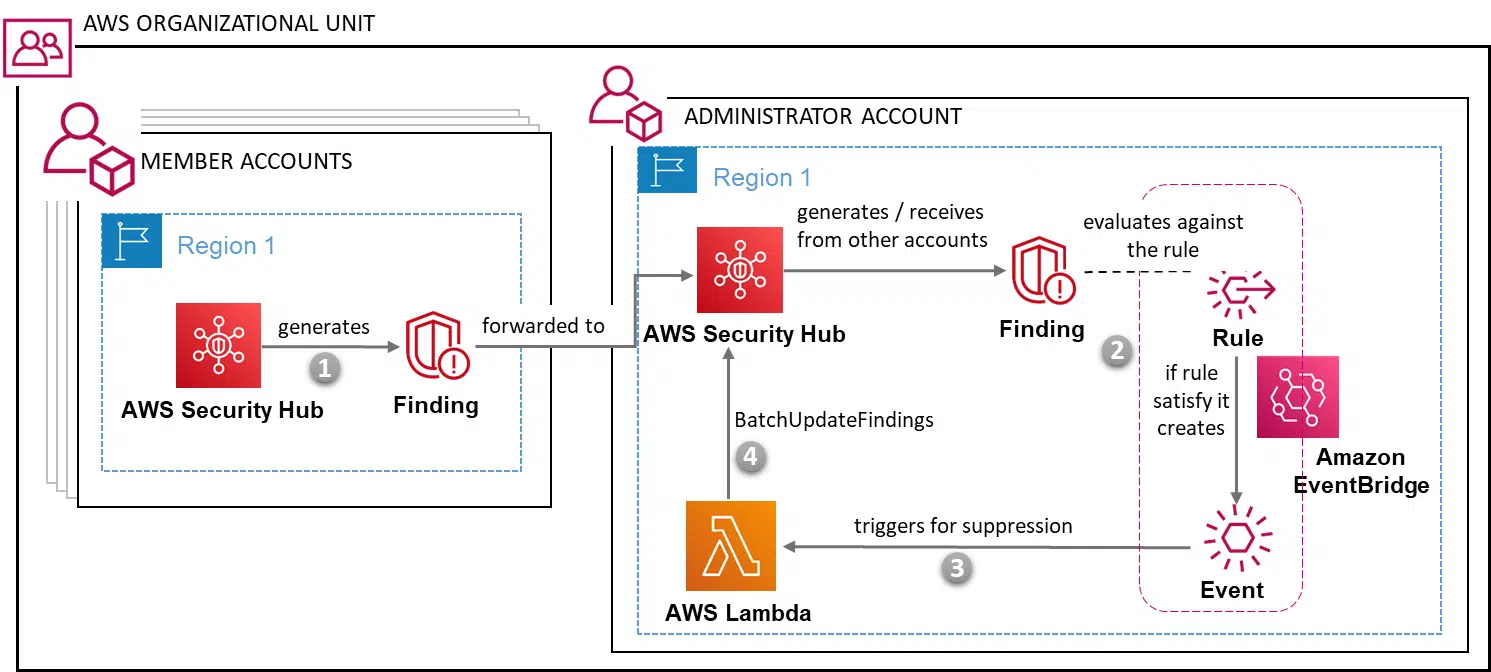 AWS ORGANIZATIONAL UNIT
MEMBER ACCOUNTS
Region 1
AWS Security Hub
generates
1
Finding
forwarded to
ADMINISTRATOR ACCOUNT
Region 1
AWS Security Hub
generates / receives
from other accounts
Finding
evaluates against
the rule
2
Rule
if rule
satisfy it
creates
Amazon
EventBridge
Event
triggers for suppression
3
AWS Lambda
BatchUpdateFindings
4